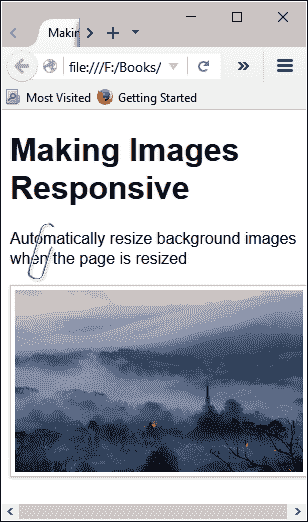 Makin
file:///F:/Books/
Most Visited
Getting Started
Making Images
Responsive
Automatically resize background images
when the page is resized